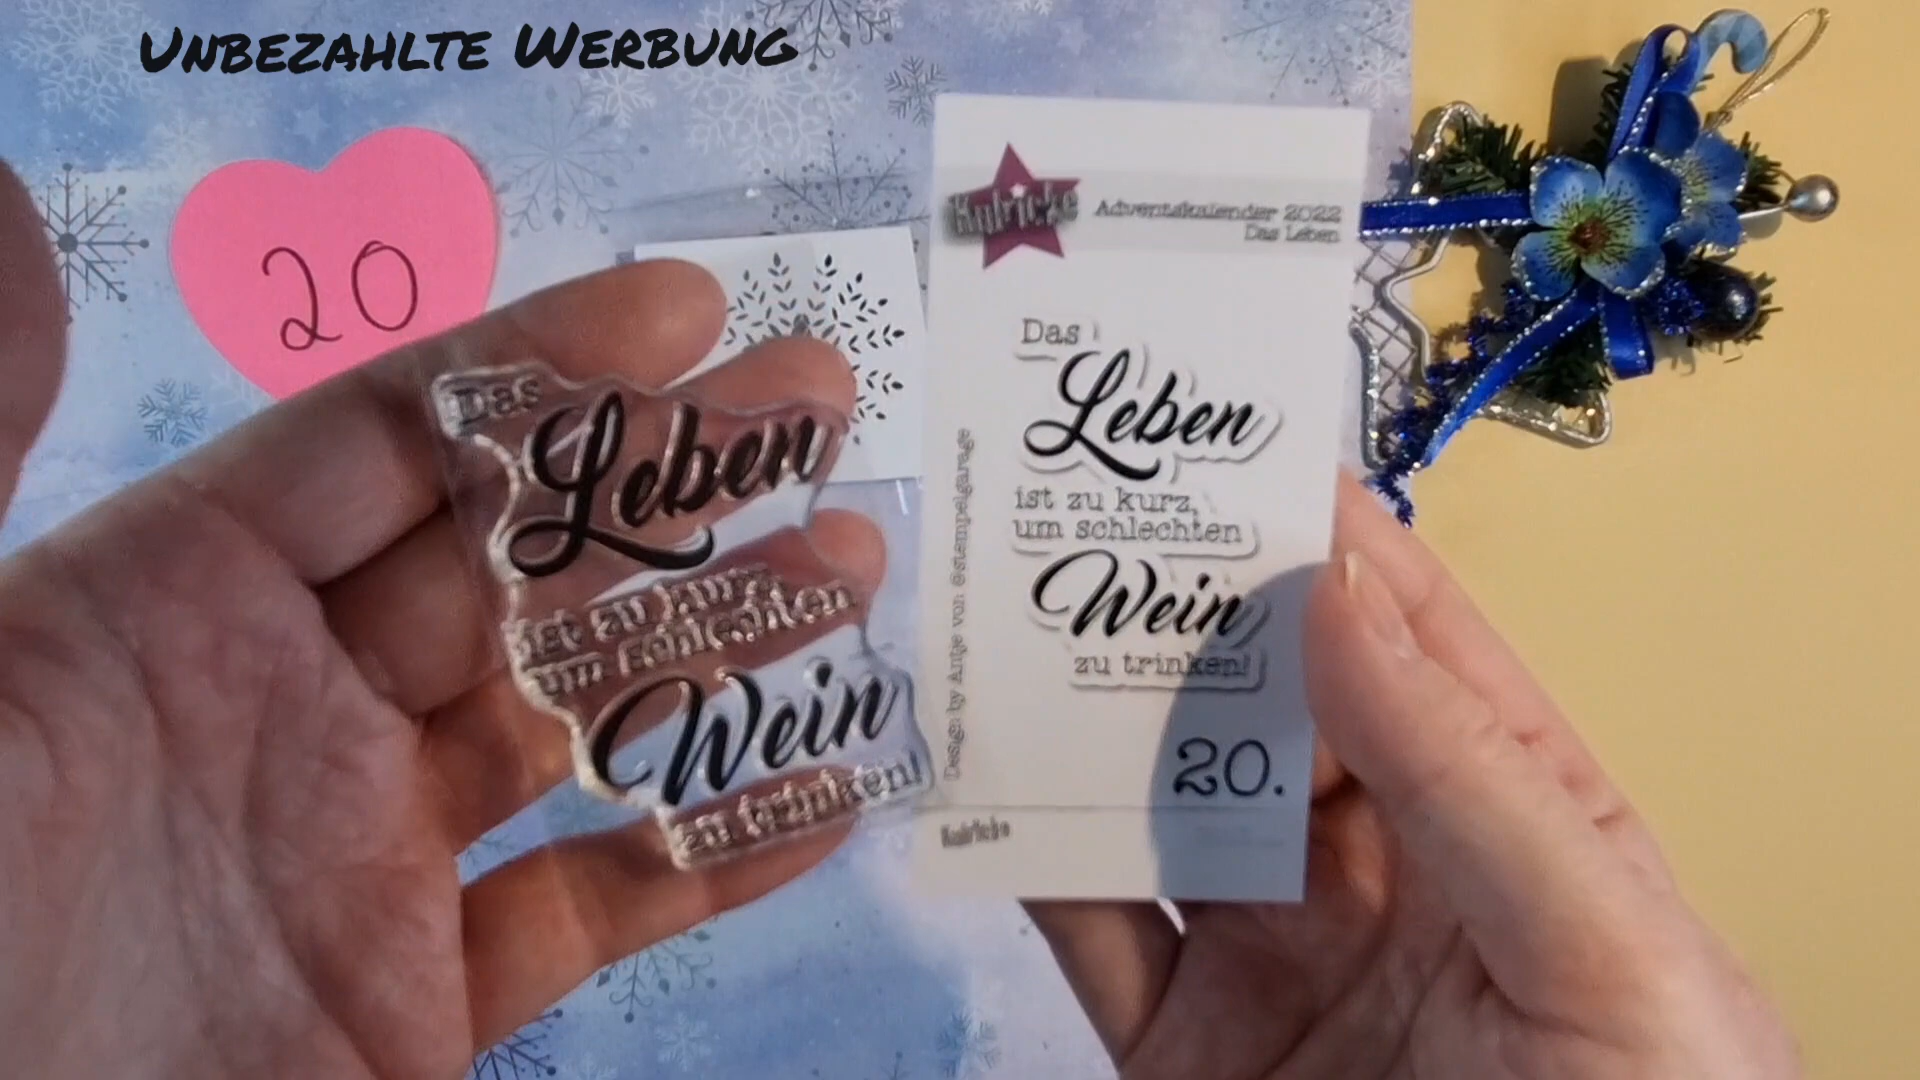 Unbezahlte Werbung
20
Das
Leben
ist zu kurz,
um schlechten
Wein
zu trinken!
Kulricke
Adventskalender 2022
Das Leben
Das
Leben
ist zu kurz,
um schlechten
Wein
zu trinken!
Design by Antje von @stempelgarage
20.
Kulricke